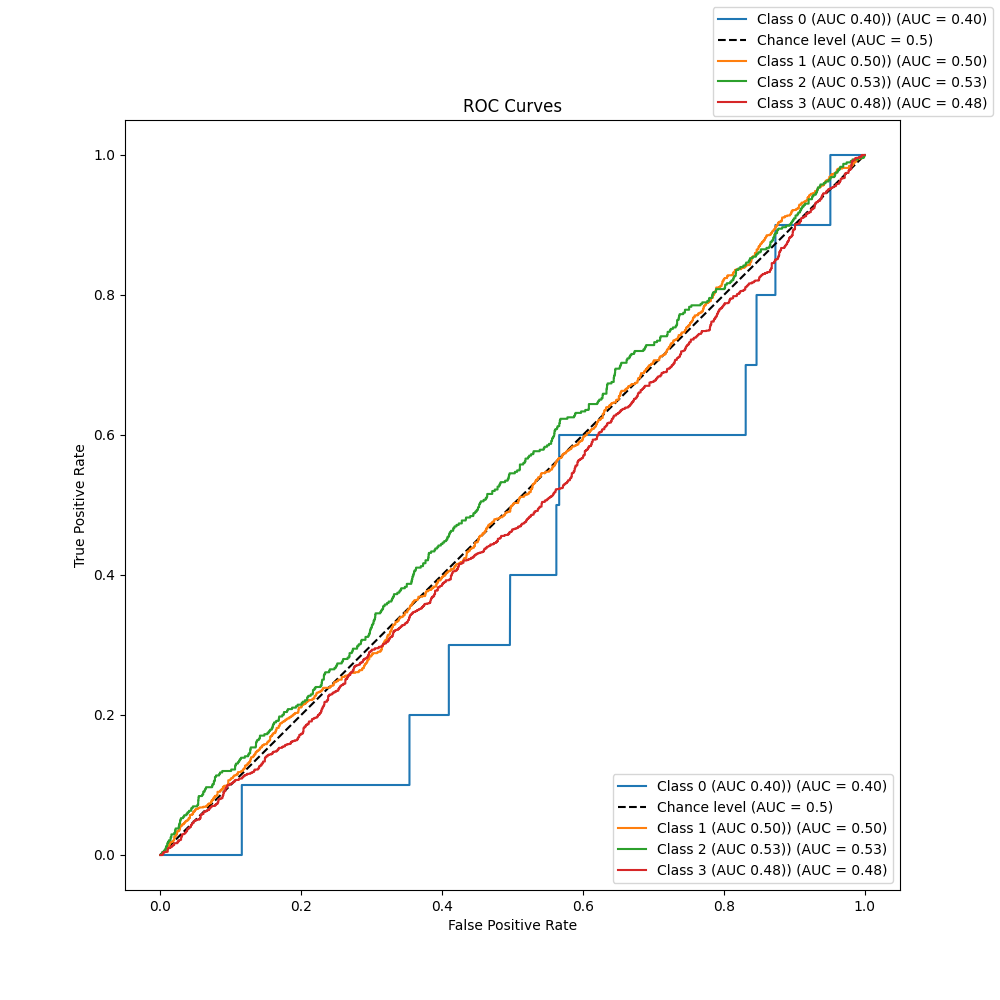 Class 0 (AUC 0.40)) (AUC = 0.40)
Chance level (AUC = 0.5)
Class 1 (AUC 0.50)) (AUC = 0.50)
Class 2 (AUC 0.53)) (AUC = 0.53)
Class 3 (AUC 0.48)) (AUC = 0.48)
ROC Curves
1.0
0.8
0.6
0.4
0.2
0.0
True Positive Rate
Class 0 (AUC 0.40)) (AUC = 0.40)
Chance level (AUC = 0.5)
Class 1 (AUC 0.50)) (AUC = 0.50)
Class 2 (AUC 0.53)) (AUC = 0.53)
Class 3 (AUC 0.48)) (AUC = 0.48)
0.0 0.2 0.4 0.6 0.8 1.0
False Positive Rate